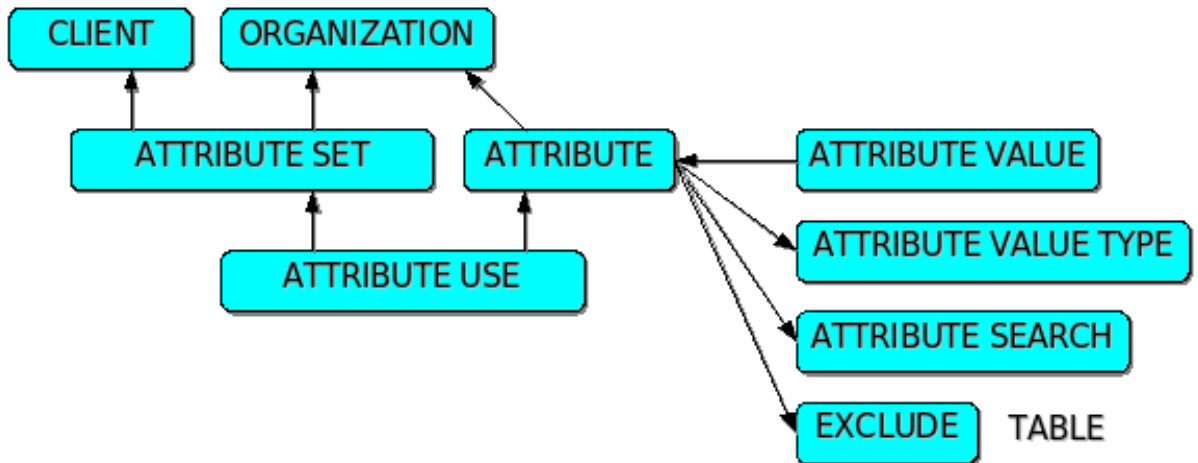 CLIENT
ORGANIZATION
ATTRIBUTE SET
ATTRIBUTE
ATTRIBUTE VALUE
ATTRIBUTE VALUE TYPE
ATTRIBUTE USE
ATTRIBUTE SEARCH
EXCLUDE TABLE